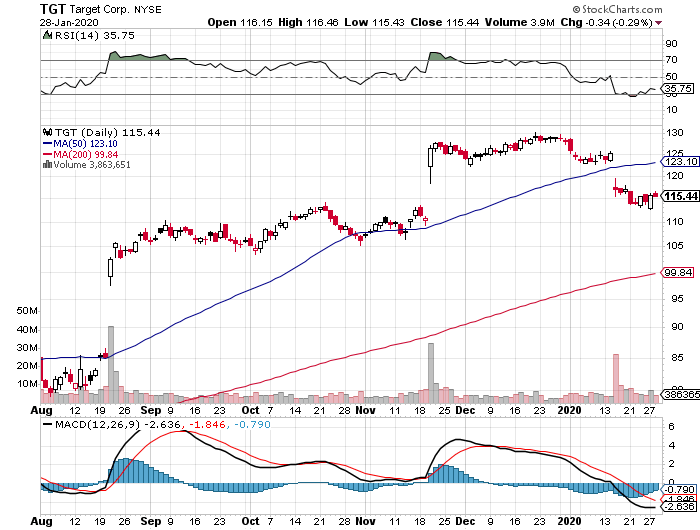 TGT Target Corp. NYSE
© StockCharts.com
28-Jan-2020
Open 116.15 High 116.46 Low 115.43 Close 115.44 Volume 3.9M Chg -0.34 (-0.29%)
RSI(14) 35.75
90
70
50
35.75
30
10
TGT (Daily) 115.44
MA(50) 123.10
MA(200) 99.84
Volume 3,863,651
130
125
123.10
120
115.44
110
105
99.84
95
90
85
80
386365
50M
40M
30M
20M
10M
Aug 12 19 26 Sep 9 16 23 Oct 7 14 21 28 Nov 11 18 25 Dec 9 16 23 2020 13 21 27
MACD(12,26,9) -2.636, -1.846, -0.790
6
4
2
0
-0.790
-1.846
-2.636